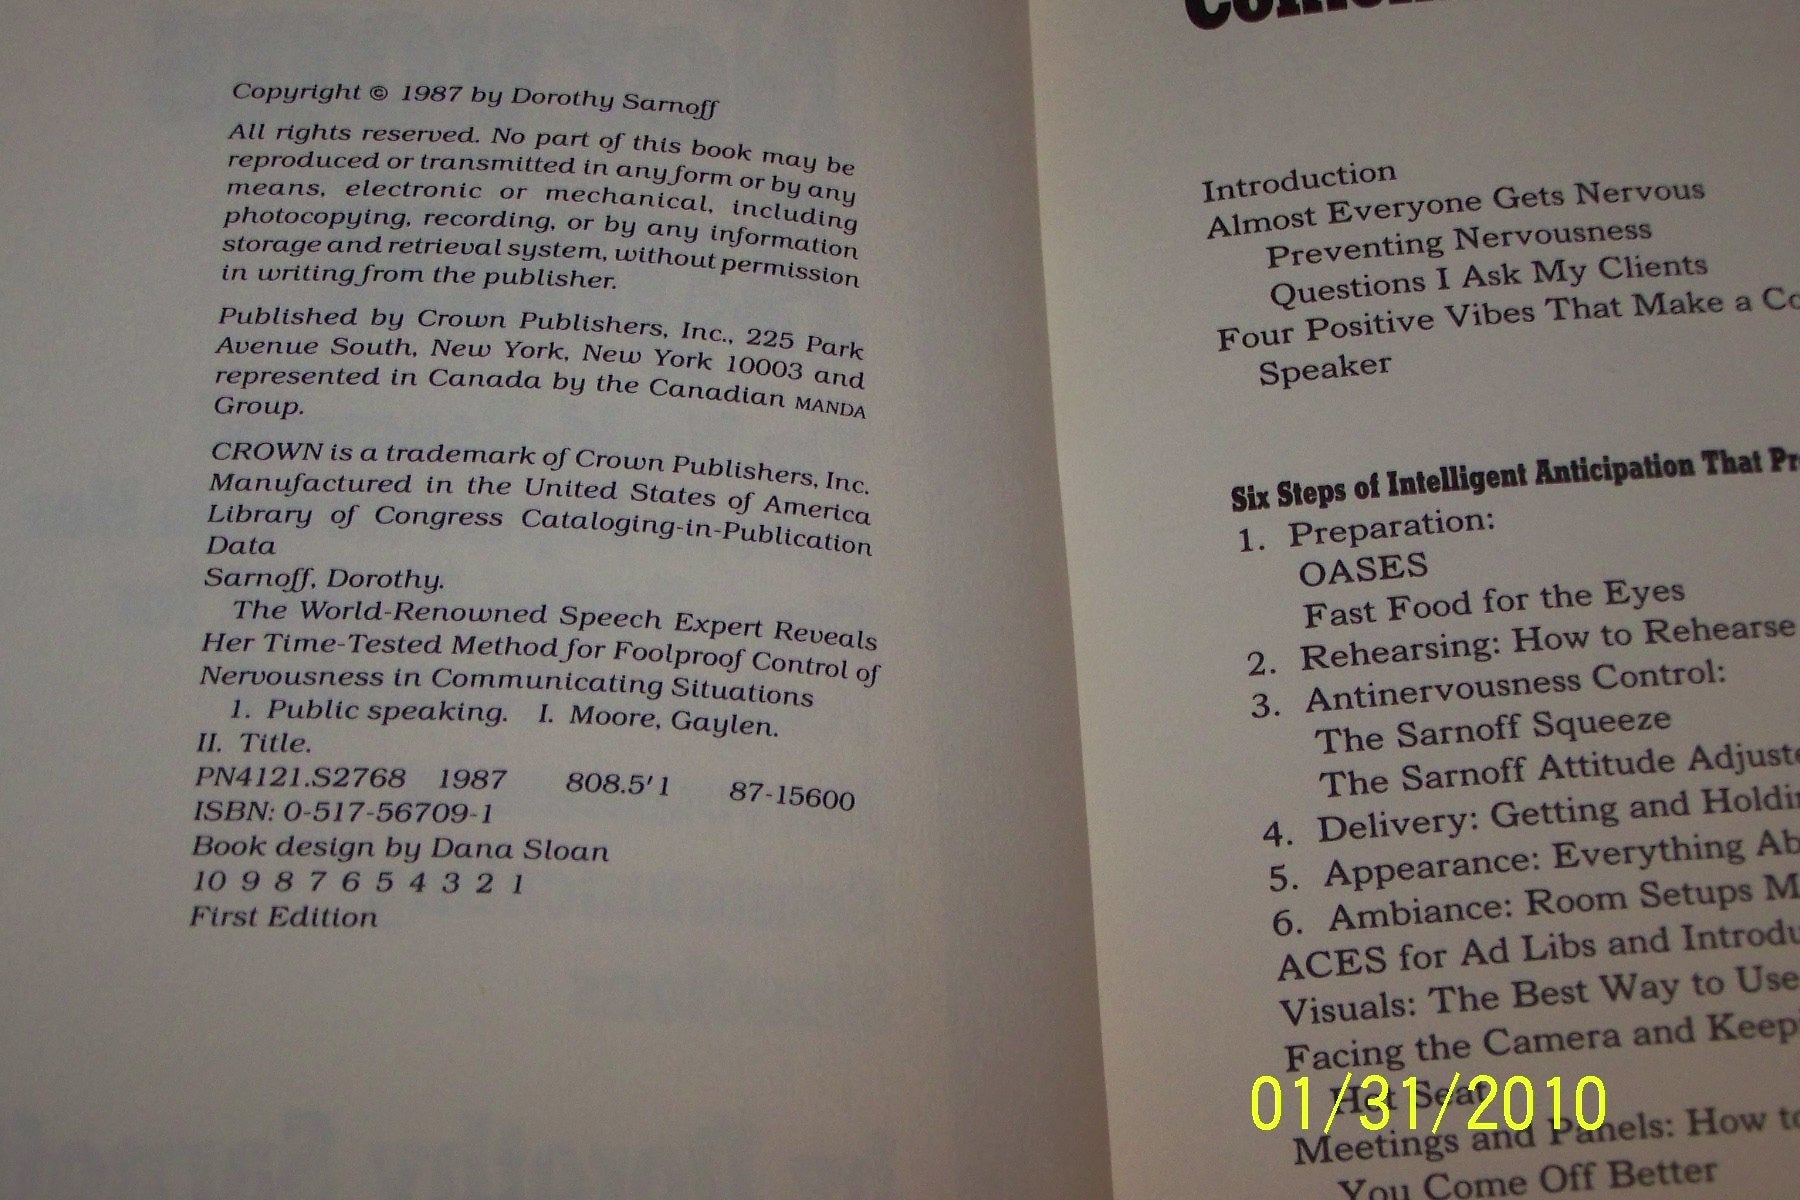 Copyright © 1987 by Dorothy Sarnoff
All rights reserved. No part of this book may be
reproduced or transmitted in any form or by any
means, electronic or mechanical, including
photocopying, recording, or by any information
storage and retrieval system, without permission
in writing from the publisher.
Published by Crown Publishers, Inc., 225 Park
Avenue South, New York, New York 10003 and
represented in Canada by the Canadian MANDA
Group.
CROWN is a trademark of Crown Publishers, Inc.
Manufactured in the United States of America
Library of Congress Cataloging-in-Publication
Data
Sarnoff, Dorothy.
The World-Renowned Speech Expert Reveals
Her Time-Tested Method for Foolproof Control of
Nervousness in Communicating Situations
1. Public speaking. I. Moore, Gaylen.
II. Title.
PN4121.S2768 1987 808.5'1 87-15600
ISBN: 0-517-56709-1
Book design by Dana Sloan
10 9 8 7 6 5 4 3 2 1
First Edition
Introduction
Almost Everyone Gets Nervous
Preventing Nervousness
Questions I Ask My Clients
Four Positive Vibes That Make a
Speaker
Six Steps of Intelligent Anticipation That
1. Preparation:
OASES
Fast Food for the Eyes
2. Rehearsing: How to Rehearse
3. Antinervousness Control:
The Sarnoff Squeeze
The Sarnoff Attitude
4. Delivery: Getting and
5. Appearance: Everything
6. Ambiance: Room Setups
ACES for Ad Libs and
Visuals: The Best Way to Use
Facing the Camera and
Hot Seat
Meetings and Panels: How
You Come Off Better
01/31/2010